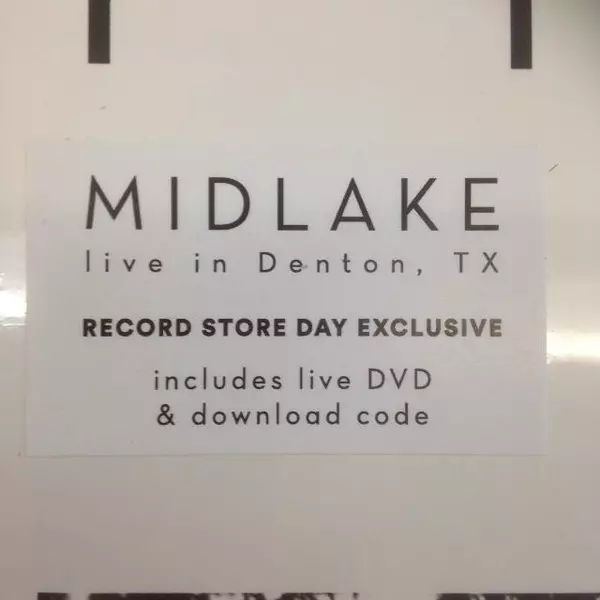 MIDLAKE
live in Denton, TX
RECORD STORE DAY EXCLUSIVE
includes live DVD
& download code